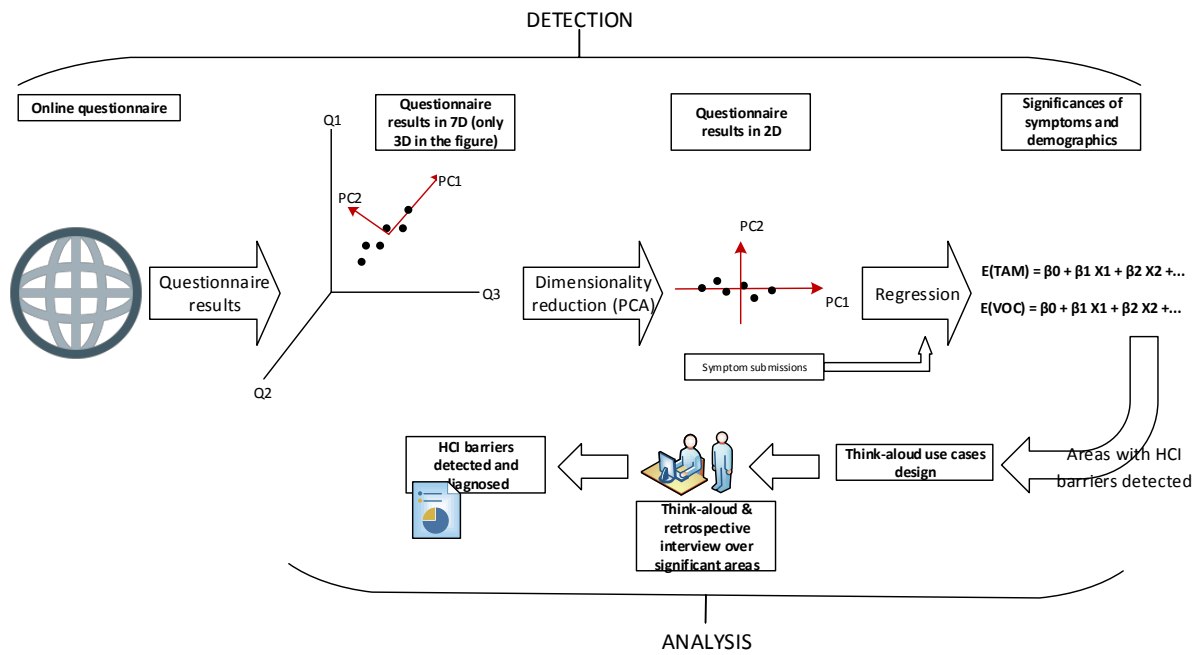 DETECTION
Online questionnaire
Questionnaire
results in 7D (only
3D in the figure)
Questionnaire
results in 2D
Significances of
symptoms and
demographics
Q1
PC2
PC1
Q3
Q2
Questionnaire
results
Dimensionality
reduction (PCA)
PC2
PC1
Regression
E(TAM) = β0 + β1 X1 + β2 X2 +...
E(VOC) = β0 + β1 X1 + β2 X2 +...
Symptom submissions
Areas with HCI
barriers detected
Think-aloud use cases
design
Think-aloud &
retrospective
interview over
significant areas
HCI barriers
detected and
diagnosed
ANALYSIS